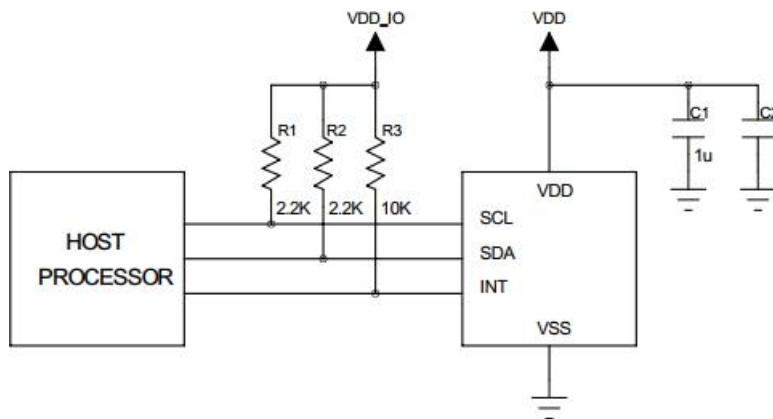 VDD_IO
VDD
R1
R2
R3
C1
2.2K
2.2K
10K
1u
HOST
PROCESSOR
VDD
SCL
SDA
INT
VSS